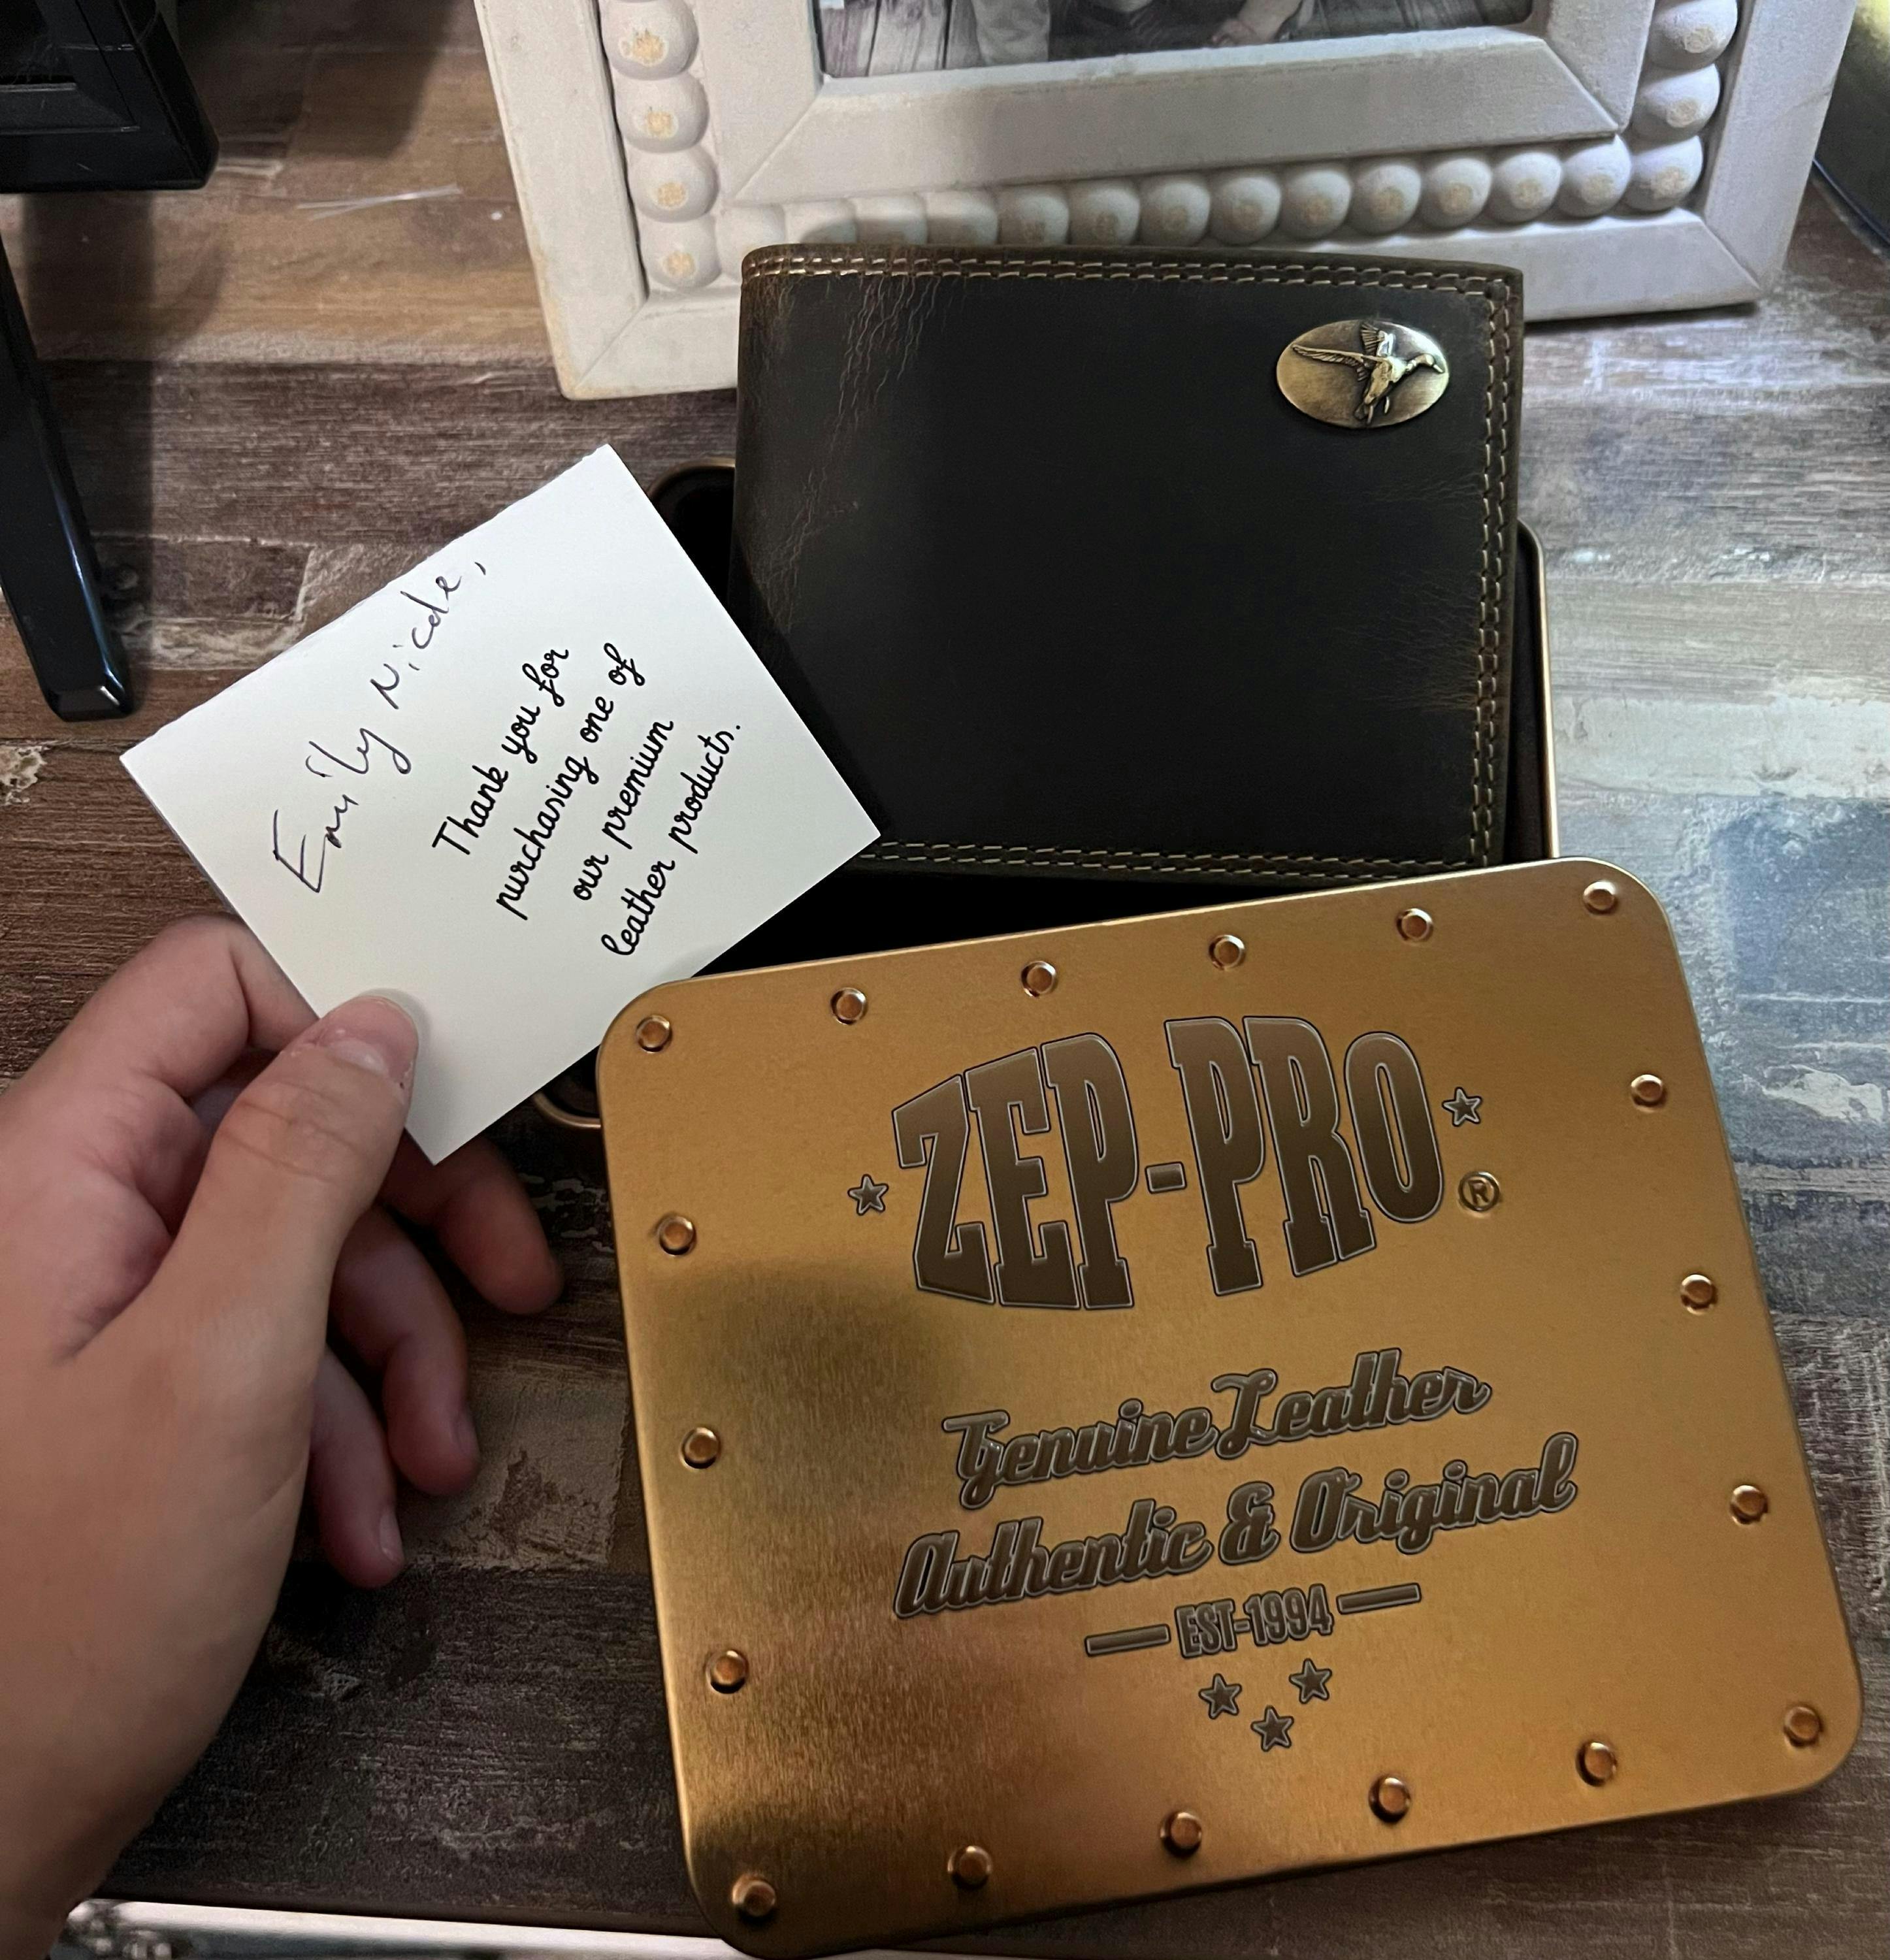 Emily Nicole,
Thank you for
purchasing one of
our premium
leather products.
ZEP-PRO
®
Genuine Leather
Authentic & Original
EST-1994